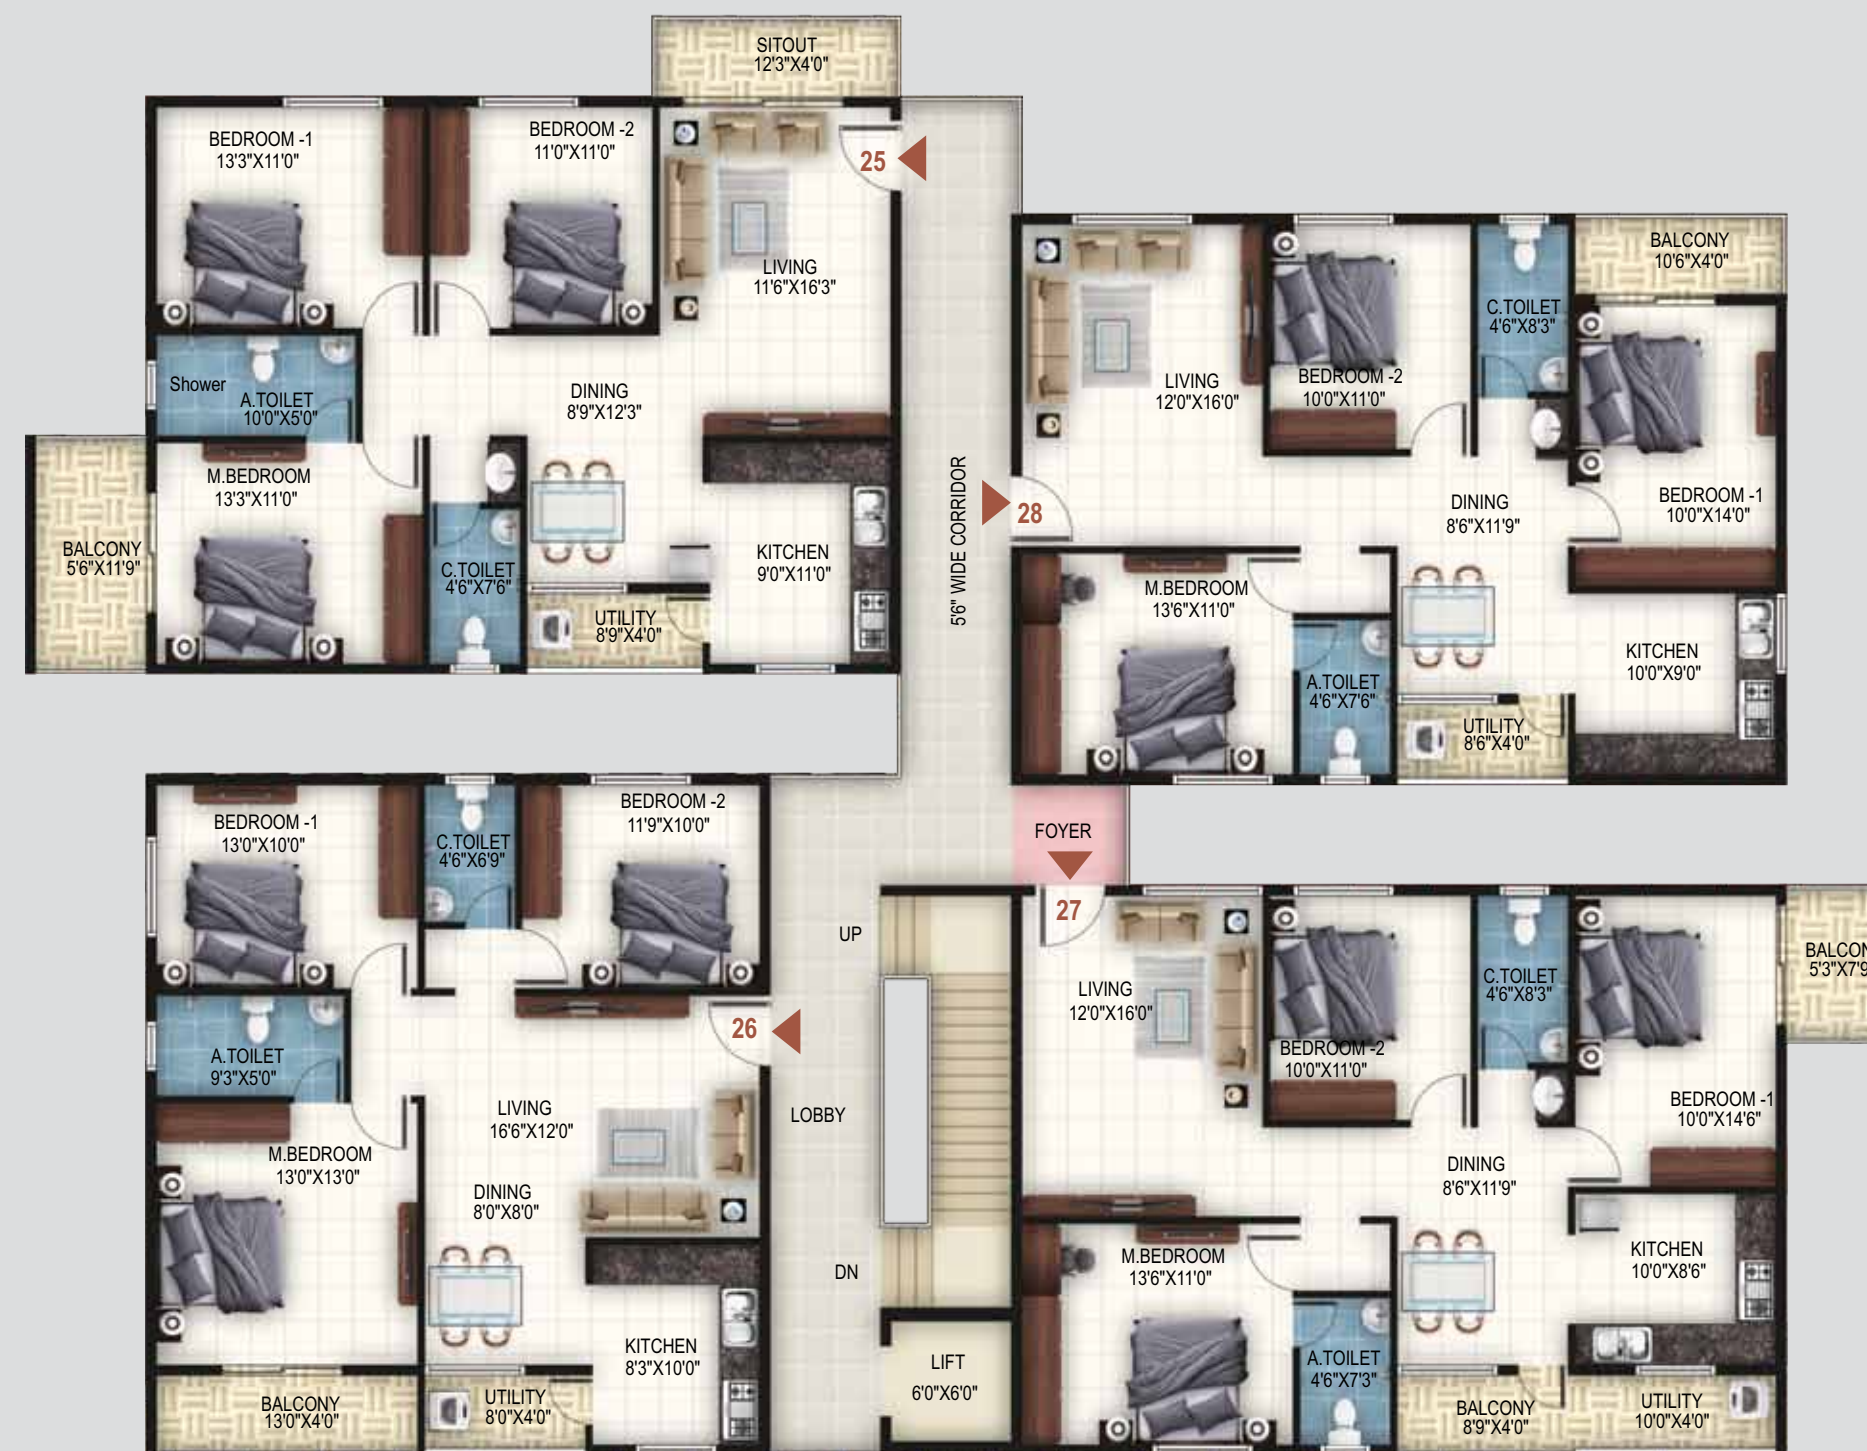 SITOUT
12'3"X4'0"
BEDROOM -1
13'3"X11'0"
BEDROOM -2
11'0"X11'0"
25
LIVING
11'6"X16'3"
Shower
A.TOILET
10'0"X5'0"
DINING
8'9"X12'3"
M.BEDROOM
13'3"X11'0"
BALCONY
5'6"X11'9"
C.TOILET
4'6"X7'6"
KITCHEN
9'0"X11'0"
UTILITY
8'9"X4'0"
5'6" WIDE CORRIDOR
BALCONY
10'6"X4'0"
C.TOILET
4'6"X8'3"
LIVING
12'0"X16'0"
BEDROOM -2
10'0"X11'0"
28
DINING
8'6"X11'9"
BEDROOM -1
10'0"X14'0"
M.BEDROOM
13'6"X11'0"
A.TOILET
4'6"X7'6"
KITCHEN
10'0"X9'0"
UTILITY
8'6"X4'0"
BEDROOM -1
13'0"X10'0"
C.TOILET
4'6"X6'9"
BEDROOM -2
11'9"X10'0"
26
A.TOILET
9'3"X5'0"
LIVING
16'6"X12'0"
M.BEDROOM
13'0"X13'0"
DINING
8'0"X8'0"
KITCHEN
8'3"X10'0"
BALCONY
13'0"X4'0"
UTILITY
8'0"X4'0"
UP
LOBBY
DN
LIFT
6'0"X6'0"
FOYER
27
LIVING
12'0"X16'0"
BEDROOM -2
10'0"X11'0"
C.TOILET
4'6"X8'3"
BALCON
5'3"X7'9
BEDROOM -1
10'0"X14'6"
DINING
8'6"X11'9"
M.BEDROOM
13'6"X11'0"
KITCHEN
10'0"X8'6"
A.TOILET
4'6"X7'3"
BALCONY
8'9"X4'0"
UTILITY
10'0"X4'0"